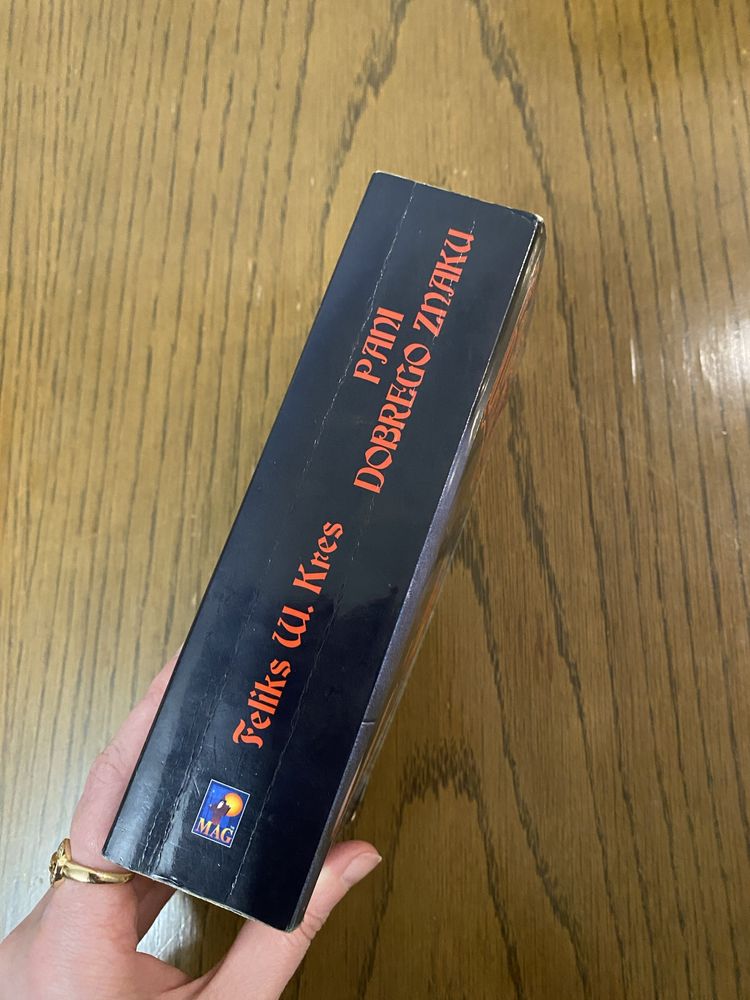 Feliks W. Kres
PANI
DOBREGO ZNAKU
MAG